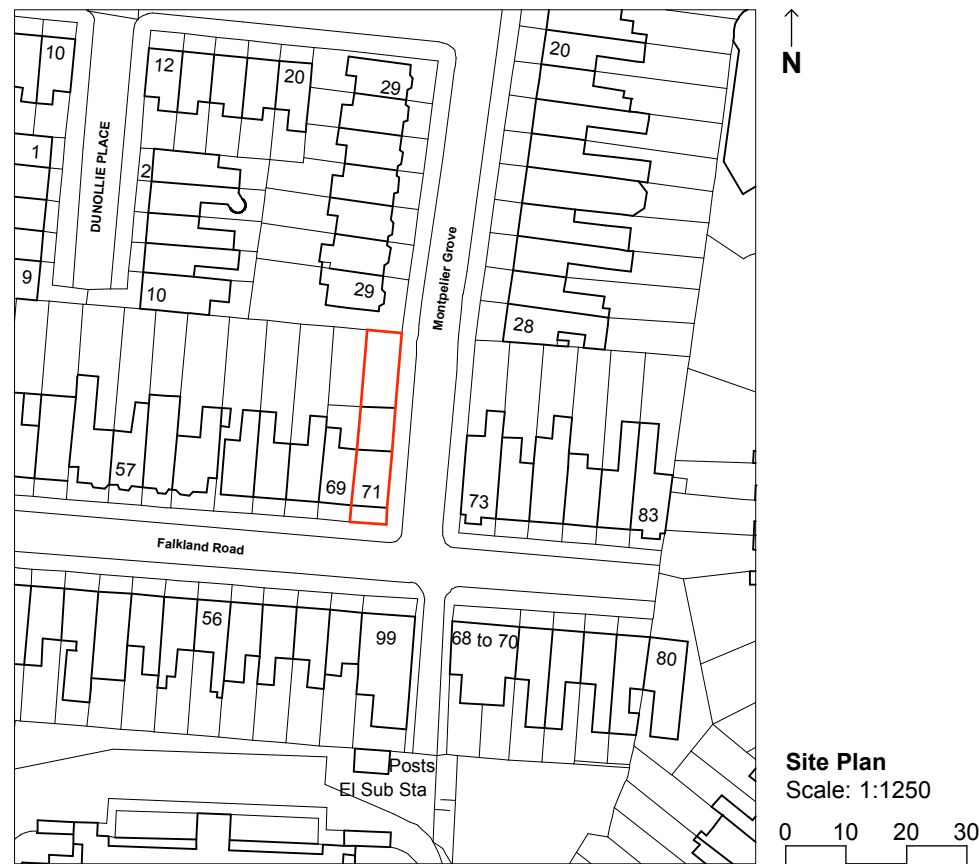 10
12
20
29
20
N
1
2
DUNOLLIE PLACE
Montpelier Grove
9
10
29
28
57
69
71
73
83
Falkland Road
56
99
68 to 70
80
Posts
El Sub Sta
Site Plan
Scale: 1:1250
0 10 20 30